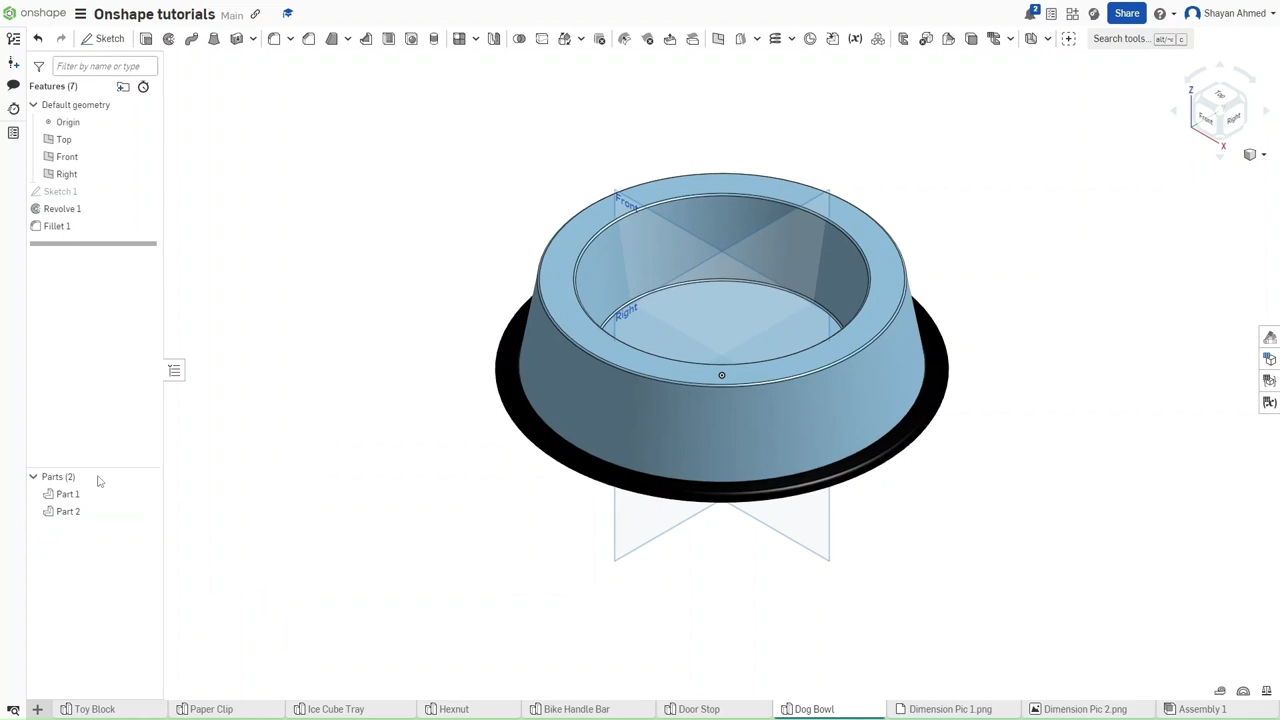 onshape Onshape tutorials Main 2 Share Shayan Ahmed
Sketch Search tools... alt/⌥ c
Filter by name or type
Features (7)
Default geometry
Origin
Top
Front
Right
Sketch 1
Revolve 1
Fillet 1
Front
Right
Z
Top
Front
Right
X
Parts (2)
Part 1
Part 2
Toy Block Paper Clip Ice Cube Tray Hexnut Bike Handle Bar Door Stop Dog Bowl Dimension Pic 1.png Dimension Pic 2.png Assembly 1